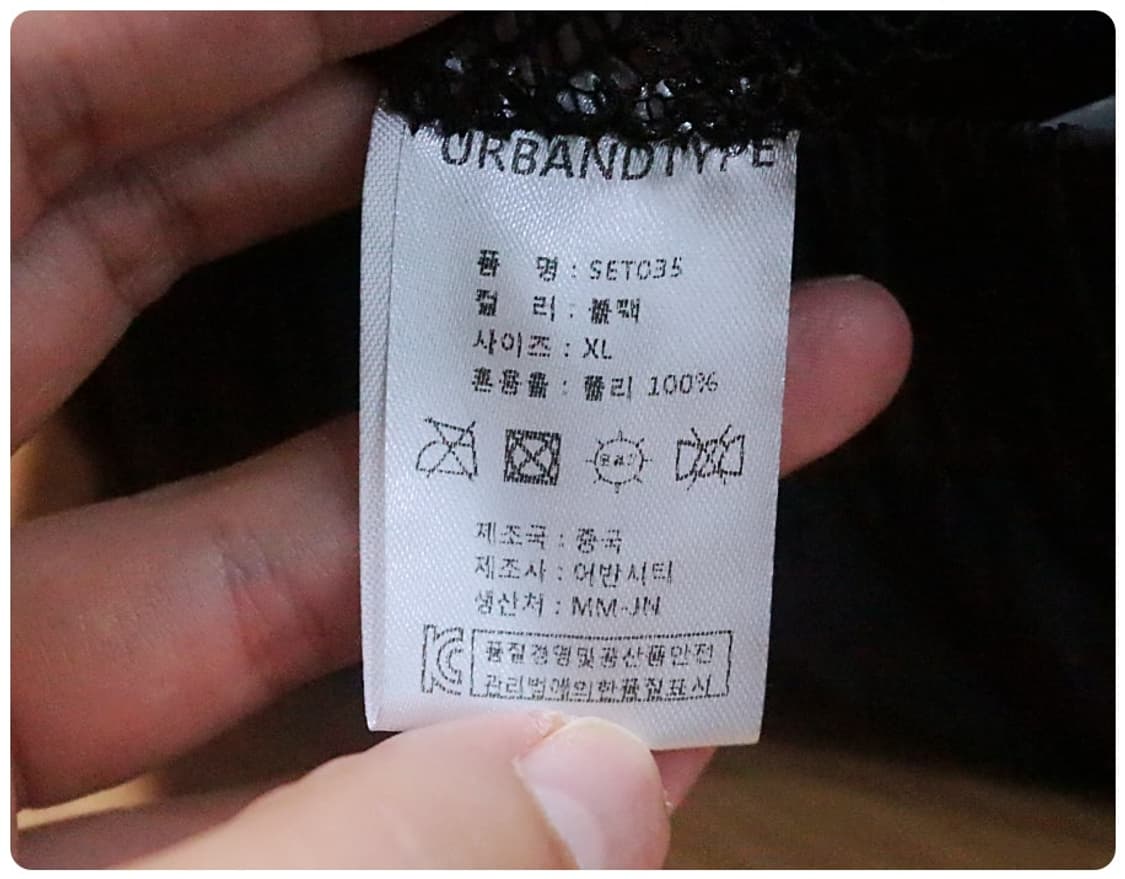 URBANDTYPE
품 명 : SET035
컬 러 : 블랙
사이즈 : XL
혼용율 : 폴리 100%
제조국 : 중국
제조사 : 어반시티
생산처 : MM-JN
KC
품질경영및공산품안전
관리법에의한품질표시